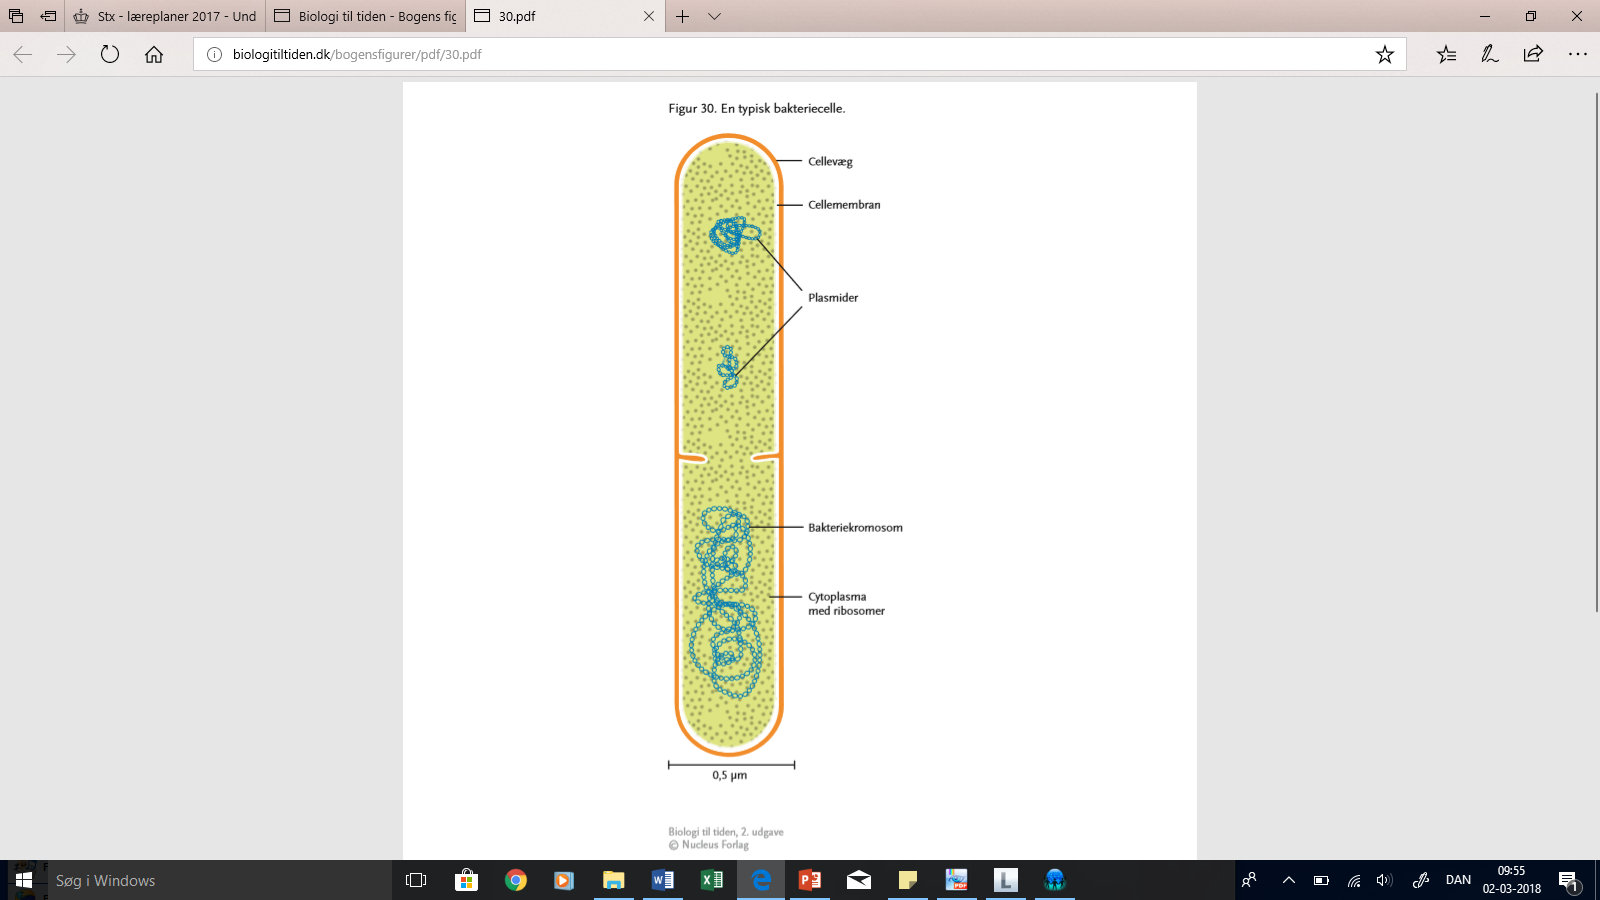 Stx - læreplaner 2017 - Und
Biologi til tiden - Bogens fig
30.pdf
biologitiltiden.dk/bogensfigurer/pdf/30.pdf
Figur 30. En typisk bakteriecelle.
Cellevæg
Cellemembran
Plasmider
Bakteriekromosom
Cytoplasma
med ribosomer
0,5 µm
Biologi til tiden, 2. udgave
© Nucleus Forlag
Søg i Windows
DAN
09:55
02-03-2018
1